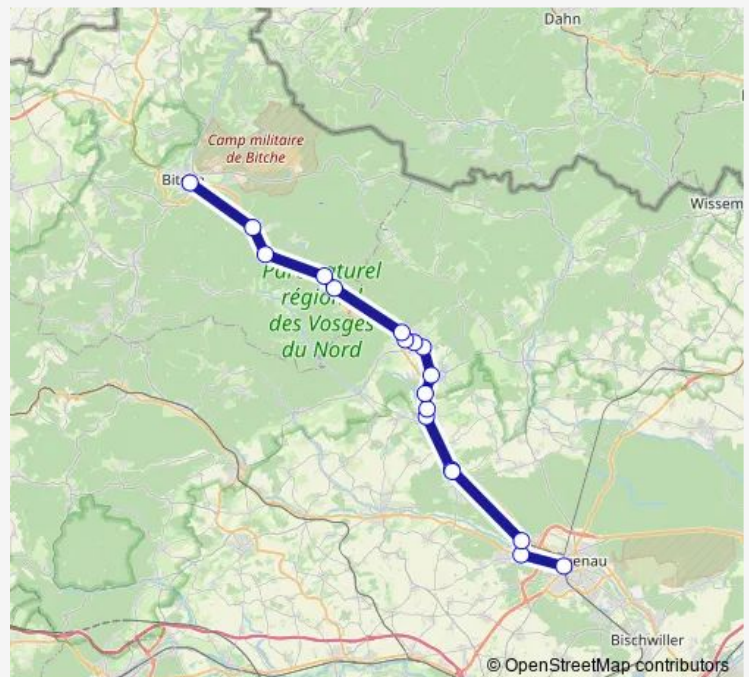 Dahn
Camp militaire
de Bitche
Wissem
régional
des Vosges
du Nord
Bischwiller
© OpenStreetMap contributors